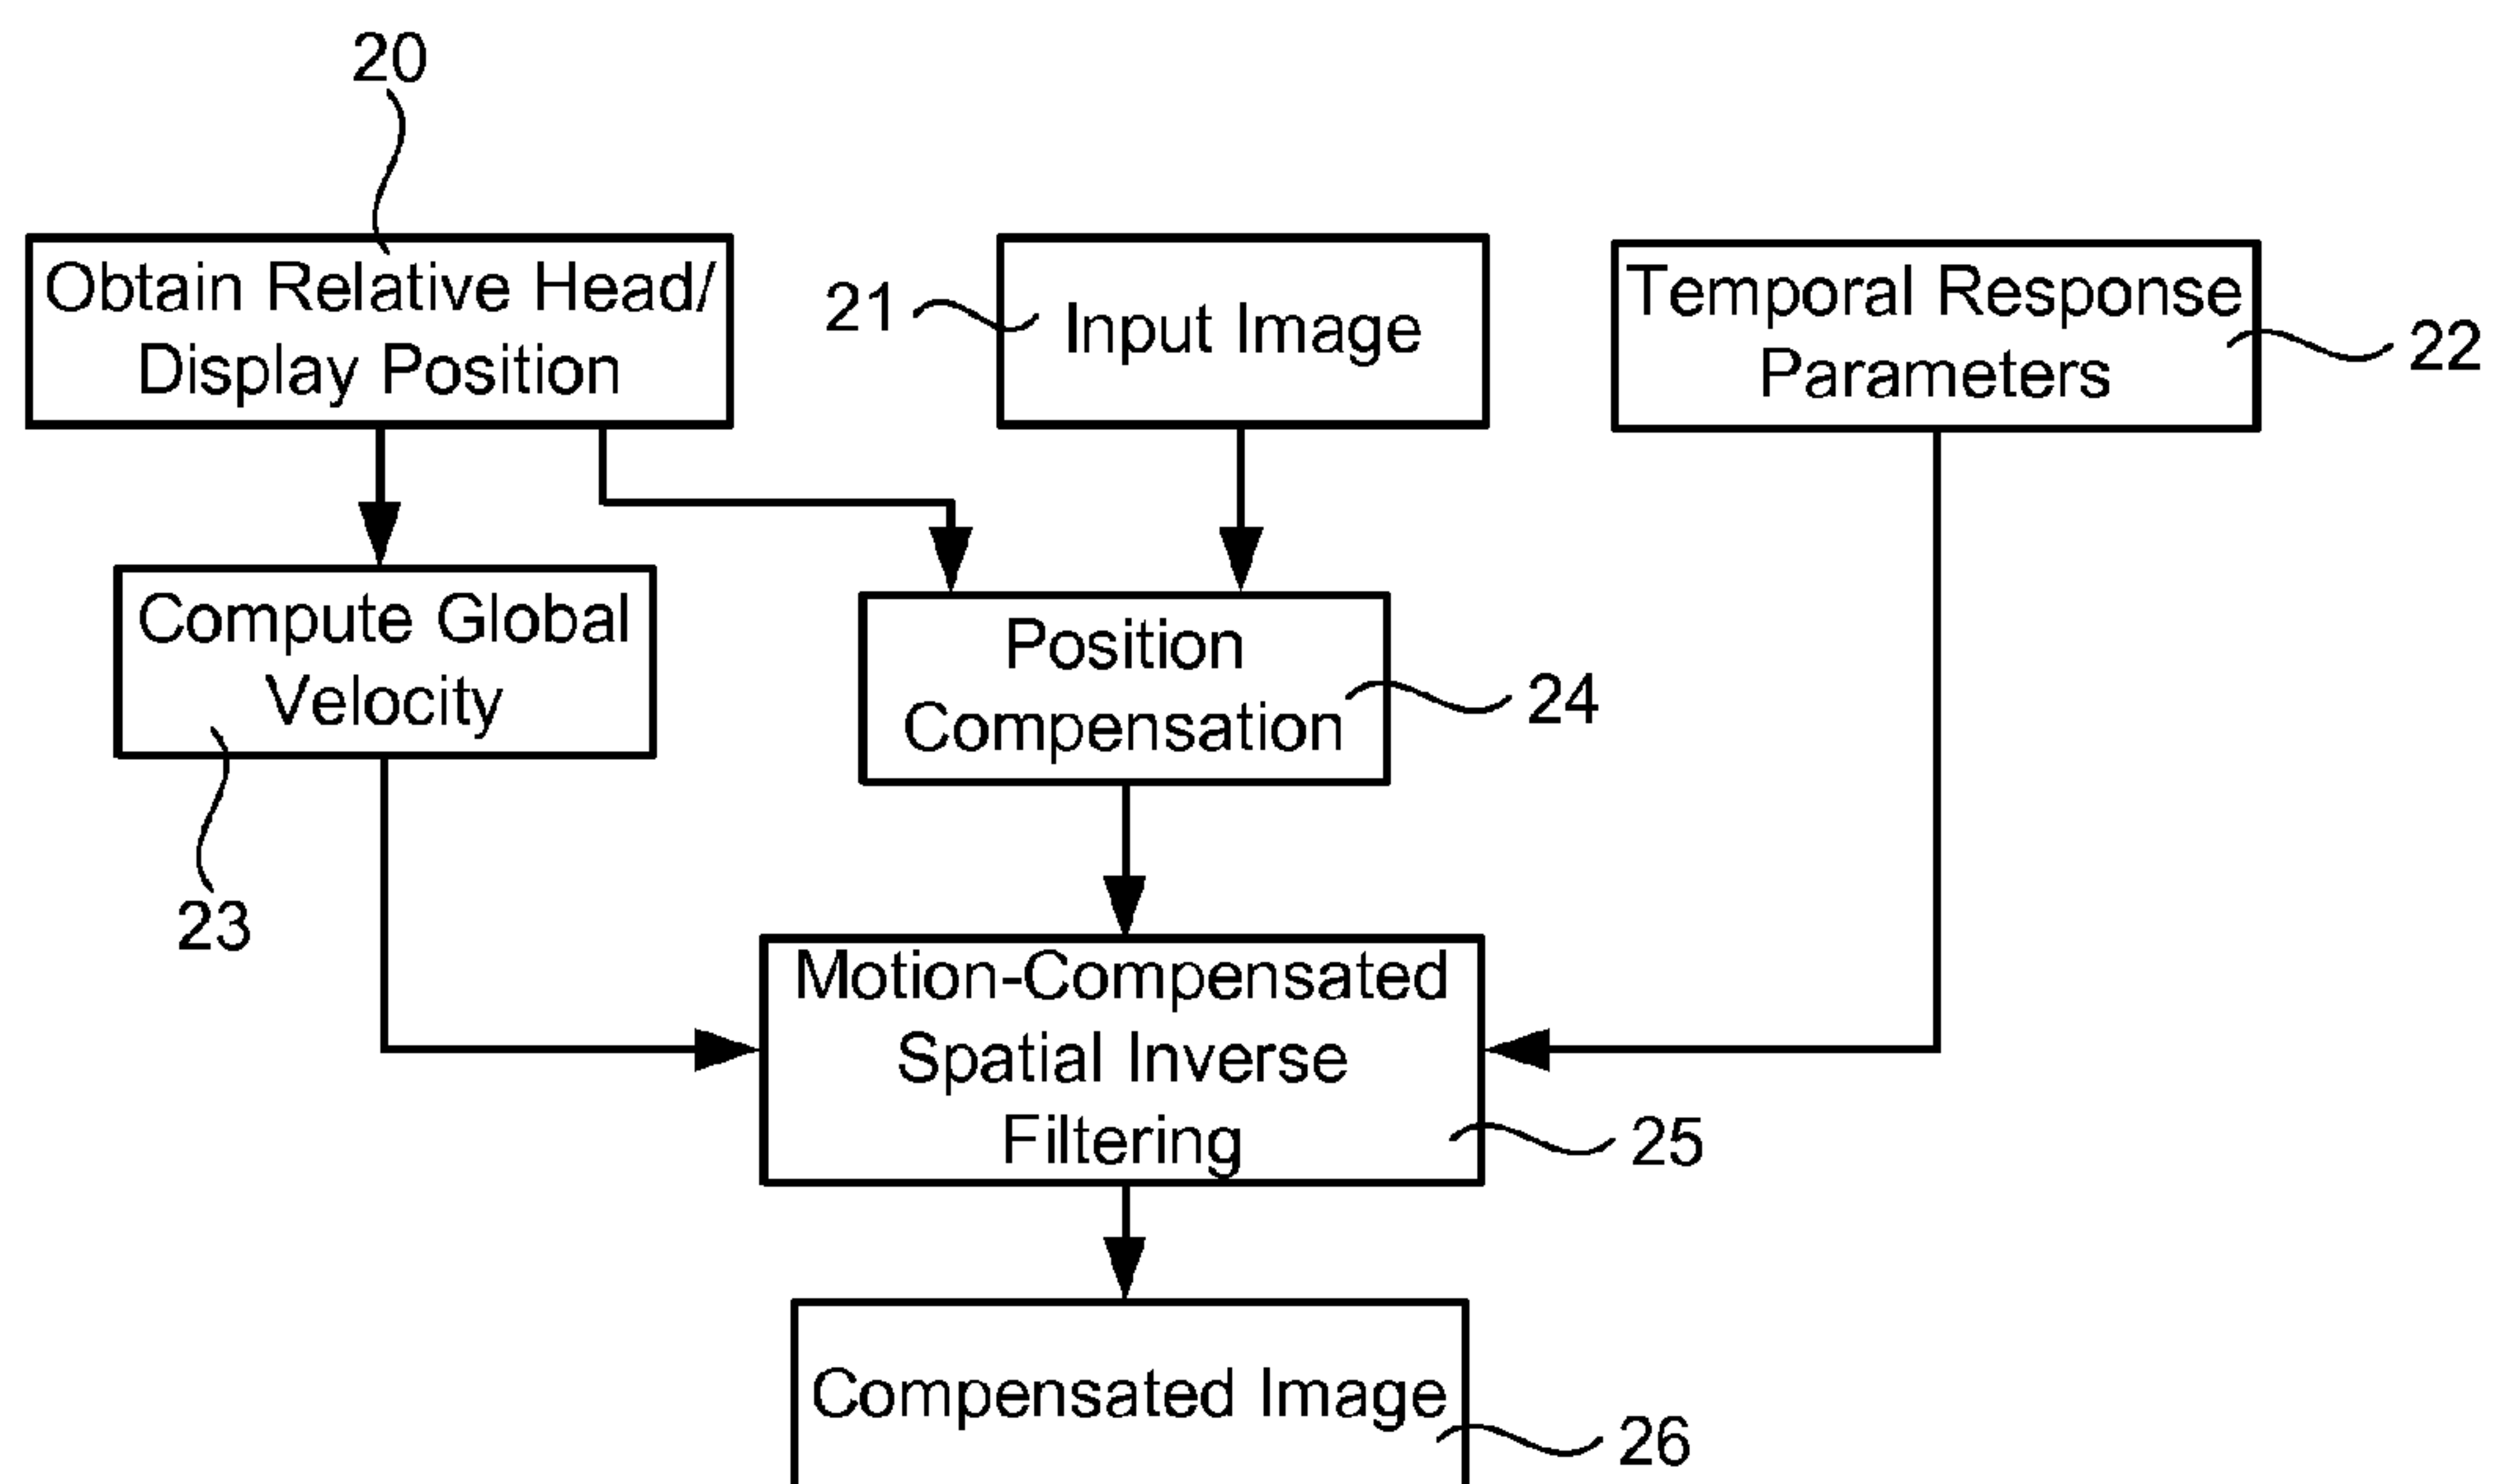 20
Obtain Relative Head/
Display Position
21
Input Image
Temporal Response
Parameters
22
Compute Global
Velocity
23
Position
Compensation
24
Motion-Compensated
Spatial Inverse
Filtering
25
Compensated Image
26